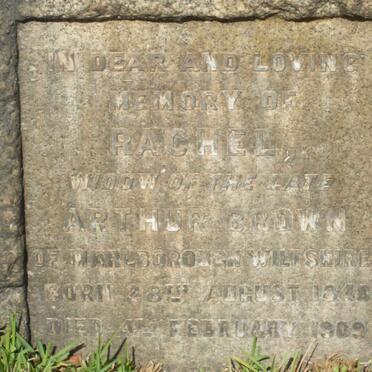 IN DEAR AND LOVING
MEMORY OF
RACHEL,
WIDOW OF THE LATE
ARTHUR BROWN
OF MARLBOROUGH WILTSHIRE
BORN AUGUST
DIED FEBRUARY 1909